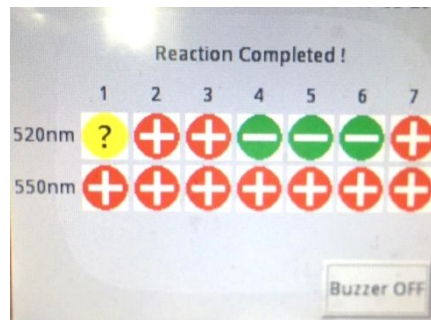 Reaction Completed !
1 2 3 4 5 6 7
520nm ? + + − − − +
550nm + + + + + + +
Buzzer OFF